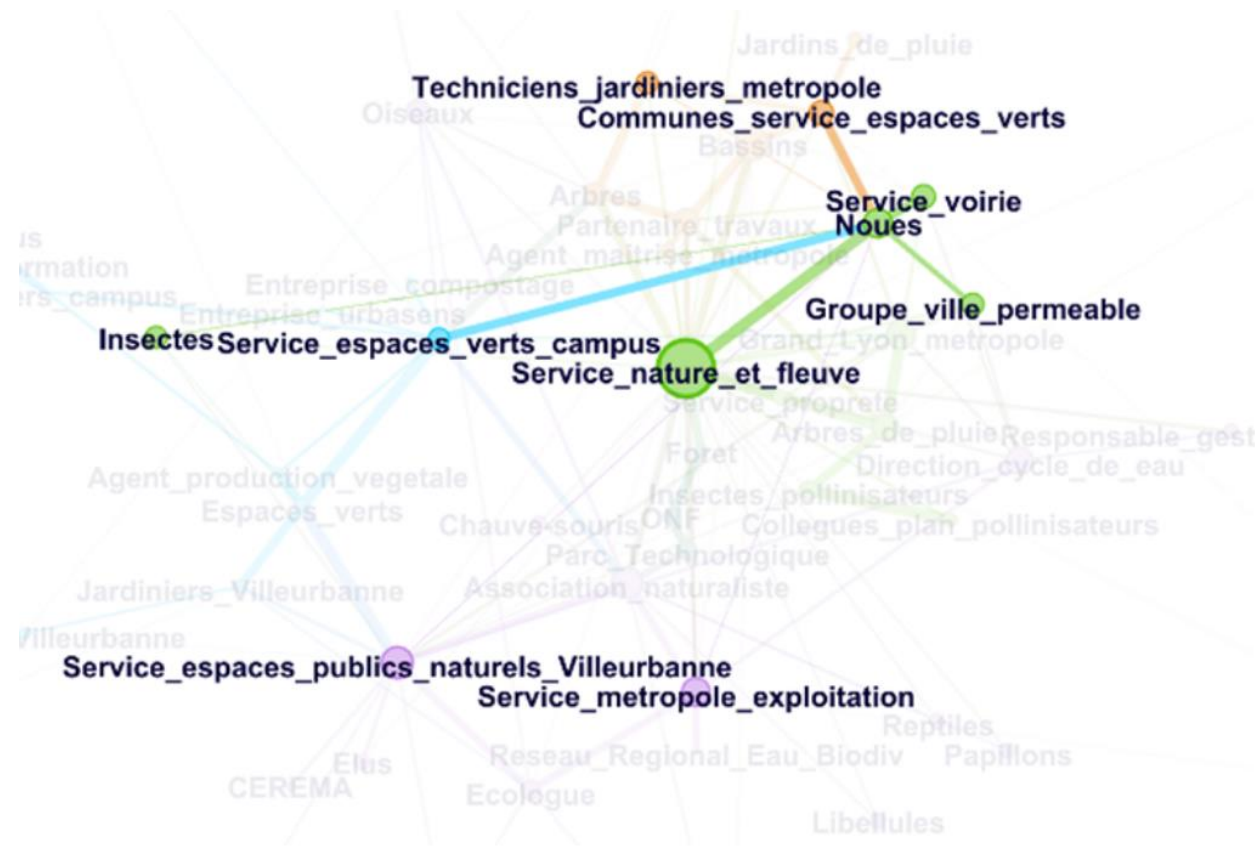 Jardins_de_pluie
Techniciens_jardiniers_metropole
Oiseaux
Communes_service_espaces_verts
Bassins
Arbres
Service_voirie
Partenaire_travaux
Noues
Agent_maitrise_metropole
Entreprise_compostage
ers_campus
Groupe_ville_permeable
Entreprise_urbasens
Insectes
Service_espaces_verts_campus
Grand_Lyon_metropole
Service_nature_et_fleuve
Service_proprete
Arbres_de_pluie
Responsable_gest
Foret
Direction_cycle_de_eau
Agent_production_vegetale
Insectes_pollinisateurs
Espaces_verts
Chauve-souris
ONF
Collegues_plan_pollinisateurs
Parc_Technologique
Jardiniers_Villeurbanne
Association_naturaliste
Villeurbanne
Service_espaces_publics_naturels_Villeurbanne
Service_metropole_exploitation
Reptiles
Reseau_Regional_Eau_Biodiv
Papillons
Elus
CEREMA
Ecologue
Libellules